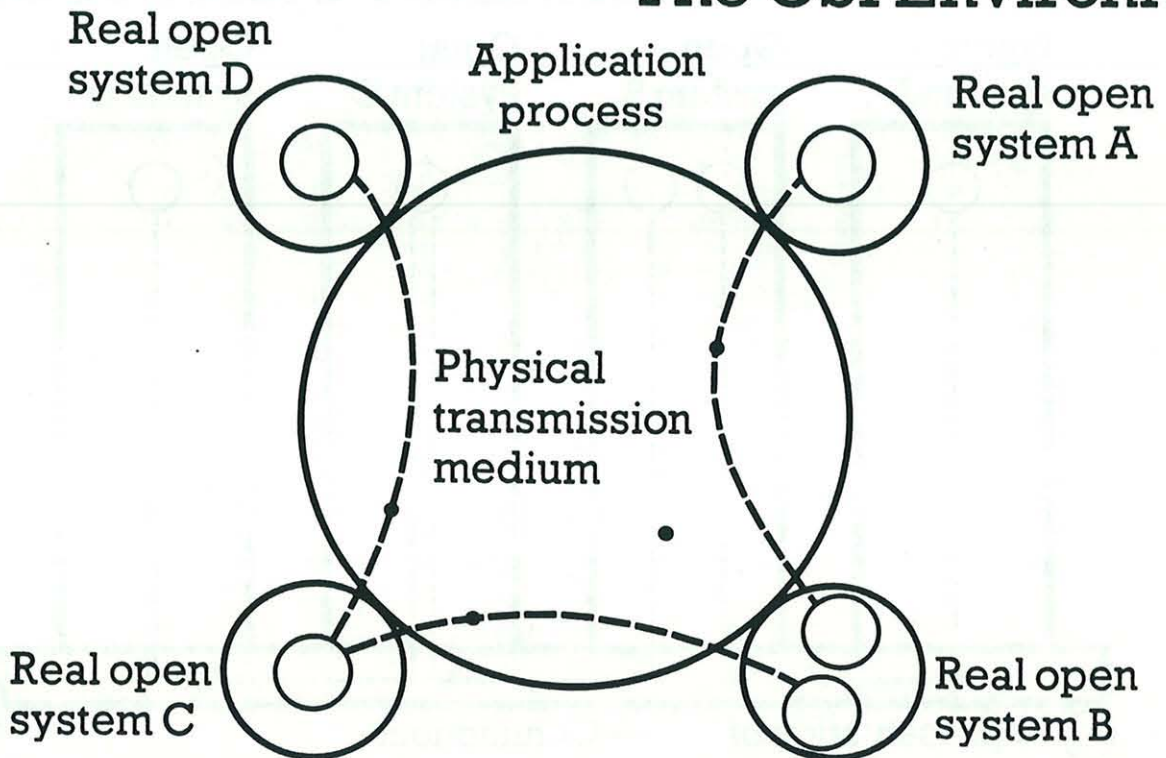 Real open
system D
Application
process
Real open
system A
Physical
transmission
medium
Real open
system C
Real open
system B